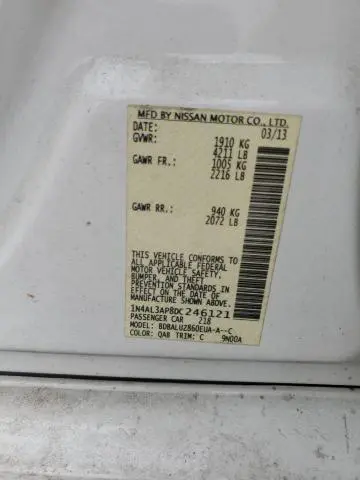 MFD BY NISSAN MOTOR CO., LTD.
DATE: 03/13
GVWR: 1910 KG
4211 LB
GAWR FR.: 1005 KG
2216 LB
GAWR RR.: 940 KG
2072 LB
THIS VEHICLE CONFORMS TO
ALL APPLICABLE FEDERAL
MOTOR VEHICLE SAFETY,
BUMPER, AND THEFT
PREVENTION STANDARDS IN
EFFECT ON THE DATE OF
MANUFACTURE SHOWN ABOVE.
1N4AL3AP8DC246121
PASSENGER CAR 218
MODEL: BDBALUZ860EUA-A--C
COLOR: QAB TRIM: C 9N00A